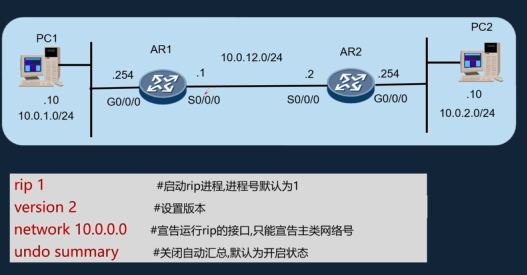 PC1
PC2
AR1
10.0.12.0/24
AR2
.254
.1
.2
.254
.10
G0/0/0
S0/0/0
S0/0/0
G0/0/0
.10
10.0.1.0/24
10.0.2.0/24
rip 1 #启动rip进程,进程号默认为1
version 2 #设置版本
network 10.0.0.0 #宣告运行rip的接口,只能宣告主类网络号
undo summary #关闭自动汇总,默认为开启状态